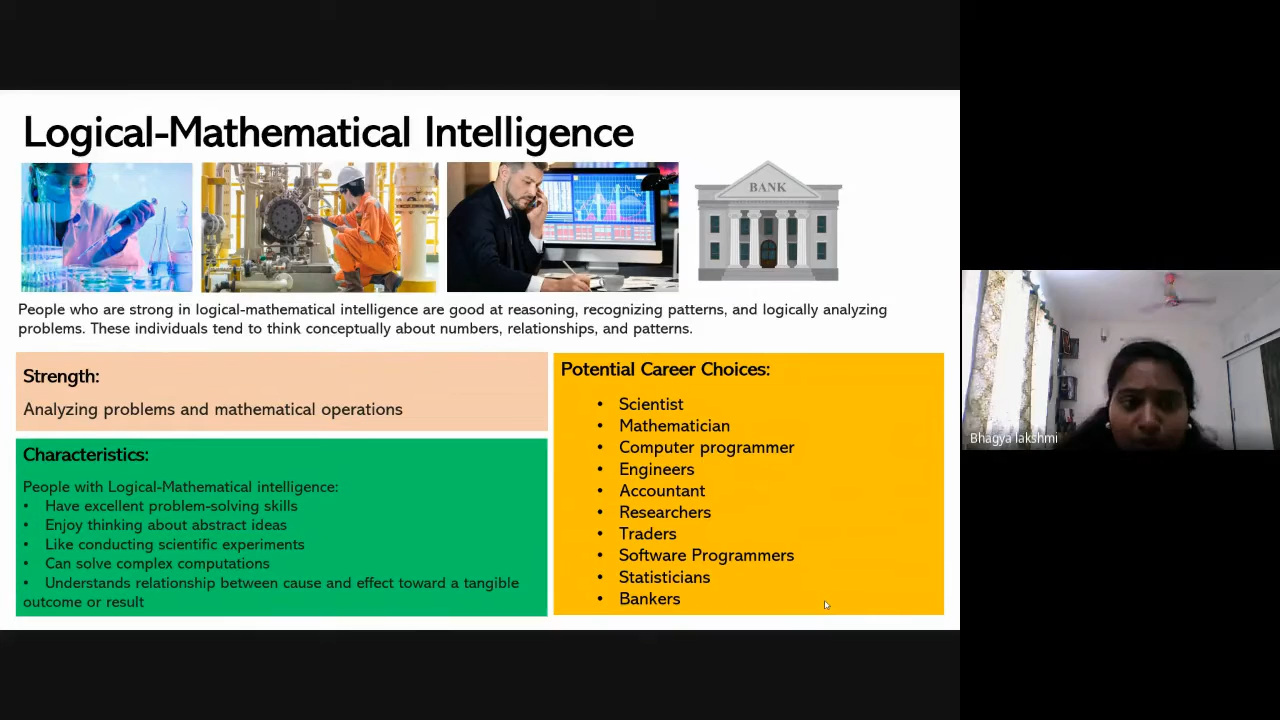 Logical-Mathematical Intelligence
BANK
People who are strong in logical-mathematical intelligence are good at reasoning, recognizing patterns, and logically analyzing
problems. These individuals tend to think conceptually about numbers, relationships, and patterns.
Strength:
Analyzing problems and mathematical operations
Characteristics:
People with Logical-Mathematical intelligence:
• Have excellent problem-solving skills
• Enjoy thinking about abstract ideas
• Like conducting scientific experiments
• Can solve complex computations
• Understands relationship between cause and effect toward a tangible
outcome or result
Potential Career Choices:
• Scientist
• Mathematician
• Computer programmer
• Engineers
• Accountant
• Researchers
• Traders
• Software Programmers
• Statisticians
• Bankers
Bhagya lakshmi